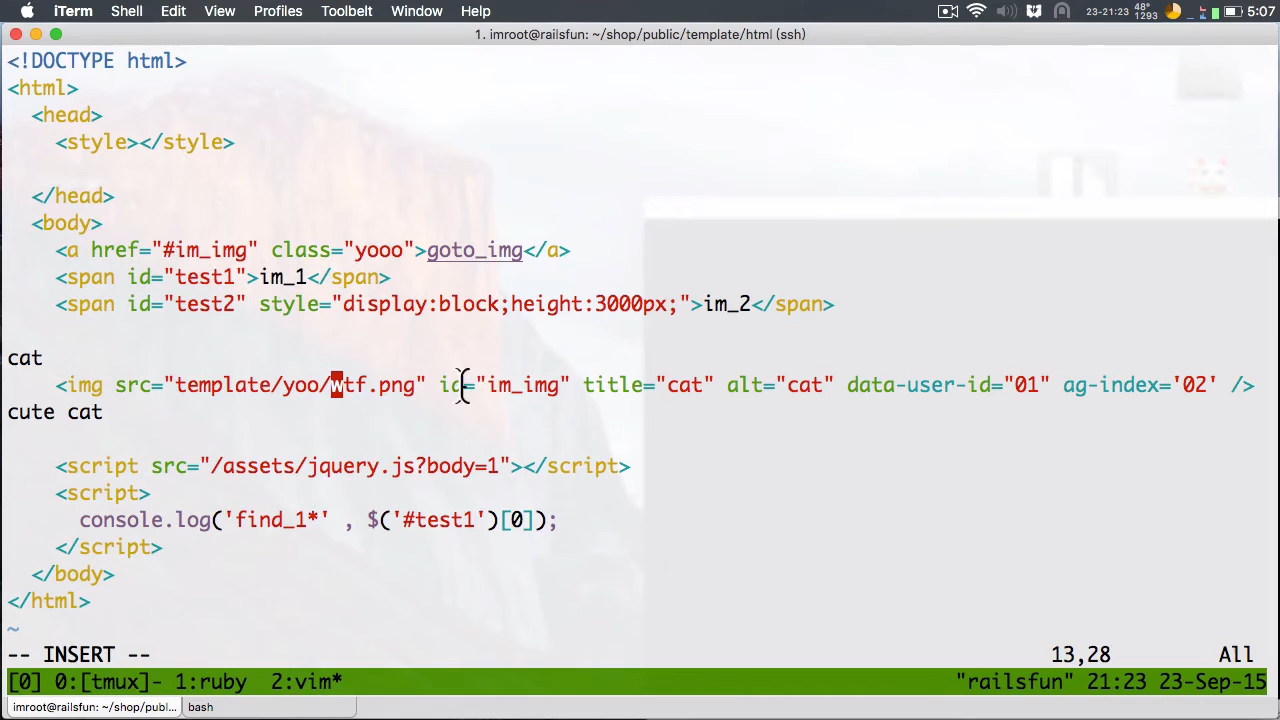 iTerm Shell Edit View Profiles Toolbelt Window Help 23-21:23 48° 1293 5:07
1. imroot@railsfun: ~/shop/public/template/html (ssh)
<!DOCTYPE html>
<html>
  <head>
    <style></style>
  </head>
  <body>
    <a href="#im_img" class="yooo">goto_img</a>
    <span id="test1">im_1</span>
    <span id="test2" style="display:block;height:3000px;">im_2</span>
cat
    <img src="template/yoo/wtf.png" id="im_img" title="cat" alt="cat" data-user-id="01" ag-index='02' />
cute cat
    <script src="/assets/jquery.js?body=1"></script>
    <script>
      console.log('find_1*' , $('#test1')[0]);
    </script>
  </body>
</html>
~
-- INSERT -- 13,28 All
[0] 0:[tmux]- 1:ruby 2:vim* "railsfun" 21:23 23-Sep-15
imroot@railsfun: ~/shop/publ... bash